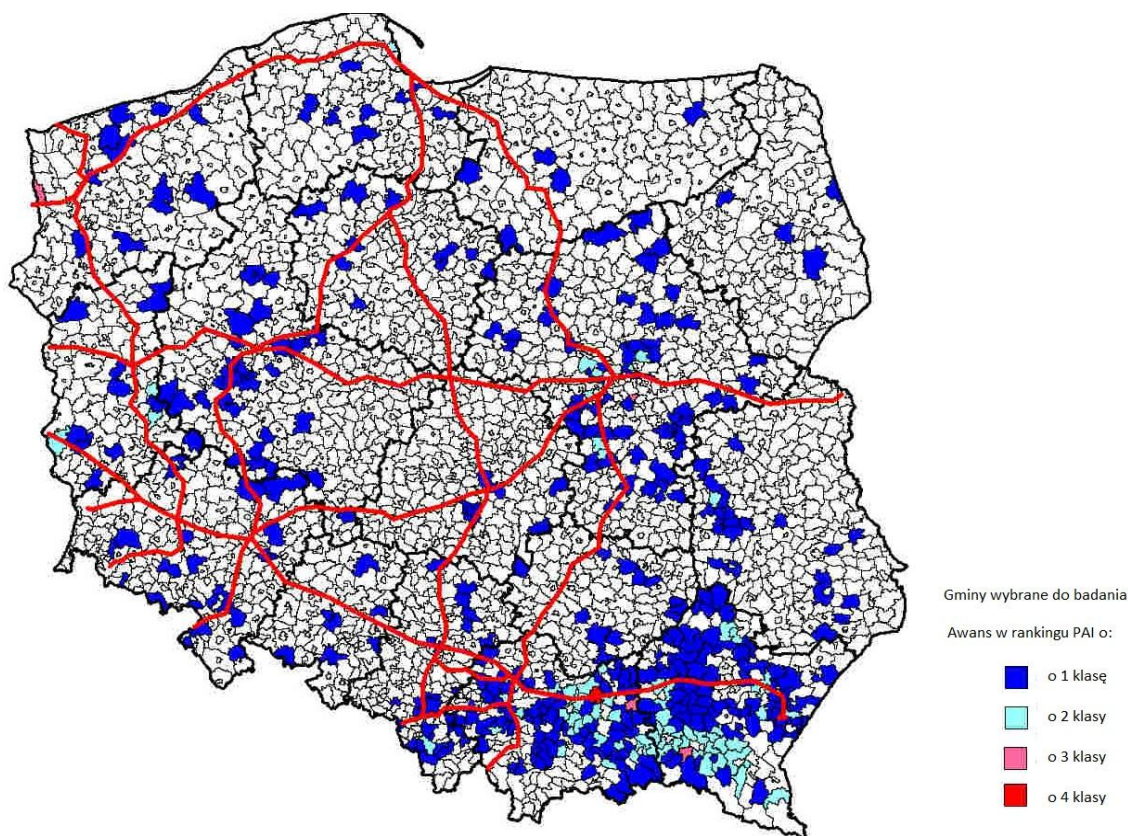 Gminy wybrane do badania
Awans w rankingu PAI o:
o 1 klasę
o 2 klasy
o 3 klasy
o 4 klasy